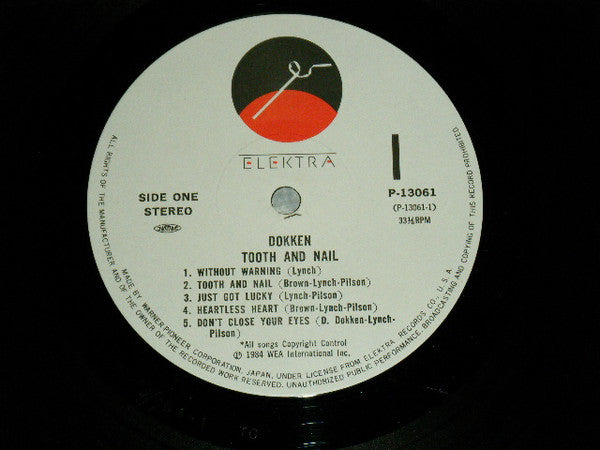 ELEKTRA
SIDE ONE
STEREO
1
P-13061
(P-13061-1)
33⅓RPM
DOKKEN
TOOTH AND NAIL
1. WITHOUT WARNING (Lynch)
2. TOOTH AND NAIL (Brown-Lynch-Pilson)
3. JUST GOT LUCKY (Lynch-Pilson)
4. HEARTLESS HEART (Brown-Lynch-Pilson)
5. DON'T CLOSE YOUR EYES (D. Dokken-Lynch-
Pilson)
*All songs Copyright Control
Ⓟ 1984 WEA International Inc.
MADE BY WARNER-PIONEER CORPORATION, JAPAN, UNDER LICENSE FROM ELEKTRA RECORDS CO., U.S.A.
ALL RIGHTS OF THE MANUFACTURER AND OF THE OWNER OF THE RECORDED WORK RESERVED. UNAUTHORIZED PUBLIC PERFORMANCE, BROADCASTING AND COPYING OF THIS RECORD PROHIBITED.